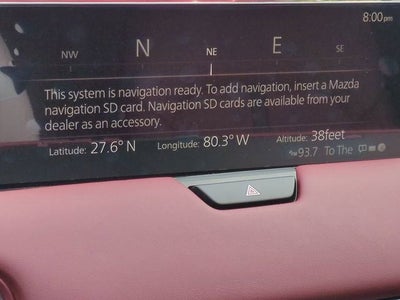 8:00pm
NW N NE E SE
This system is navigation ready. To add navigation, insert a Mazda
navigation SD card. Navigation SD cards are available from your
dealer as an accessory.
Latitude: 27.6° N Longitude: 80.3° W Altitude: 38feet
93.7 To The